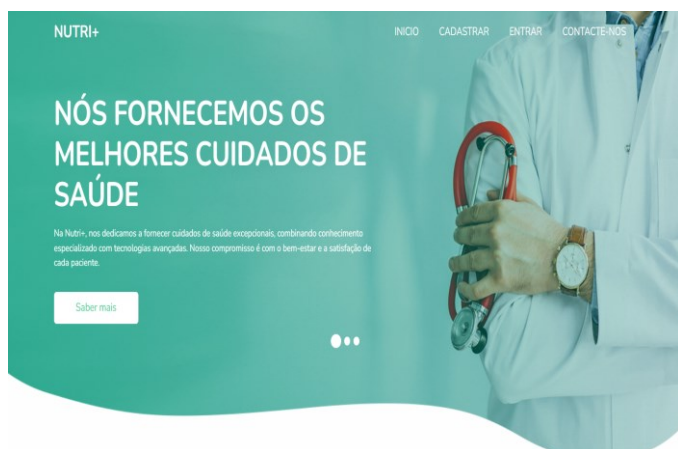 NUTRI+
INICIO CADASTRAR ENTRAR CONTACTE-NOS
NÓS FORNECEMOS OS
MELHORES CUIDADOS DE
SAÚDE
Na Nutri+, nos dedicamos a fornecer cuidados de saúde excepcionais, combinando conhecimento
especializado com tecnologias avançadas. Nosso compromisso é com o bem-estar e a satisfação de
cada paciente.
Saber mais